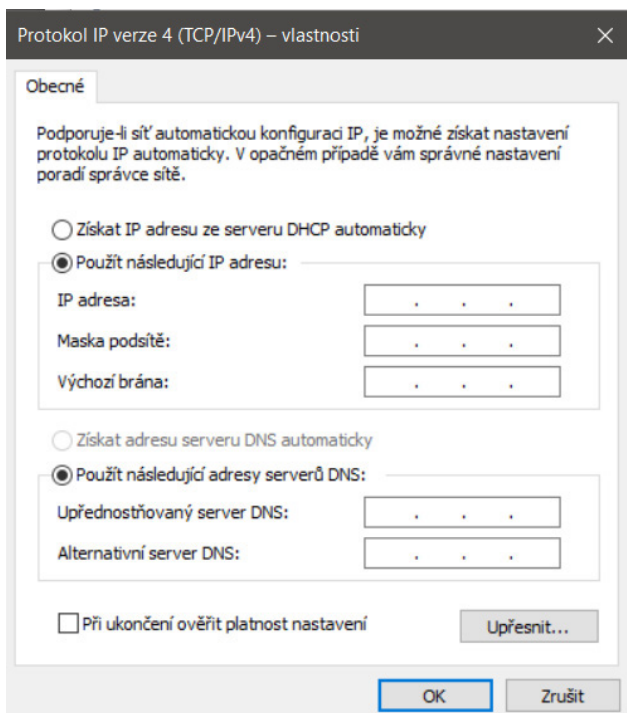 Protokol IP verze 4 (TCP/IPv4) – vlastnosti
Obecné
Podporuje-li síť automatickou konfiguraci IP, je možné získat nastavení
protokolu IP automaticky. V opačném případě vám správné nastavení
poradí správce sítě.
Získat IP adresu ze serveru DHCP automaticky
Použít následující IP adresu:
IP adresa:
Maska podsítě:
Výchozí brána:
Získat adresu serveru DNS automaticky
Použít následující adresy serverů DNS:
Upřednostňovaný server DNS:
Alternativní server DNS:
Při ukončení ověřit platnost nastavení
Upřesnit...
OK
Zrušit